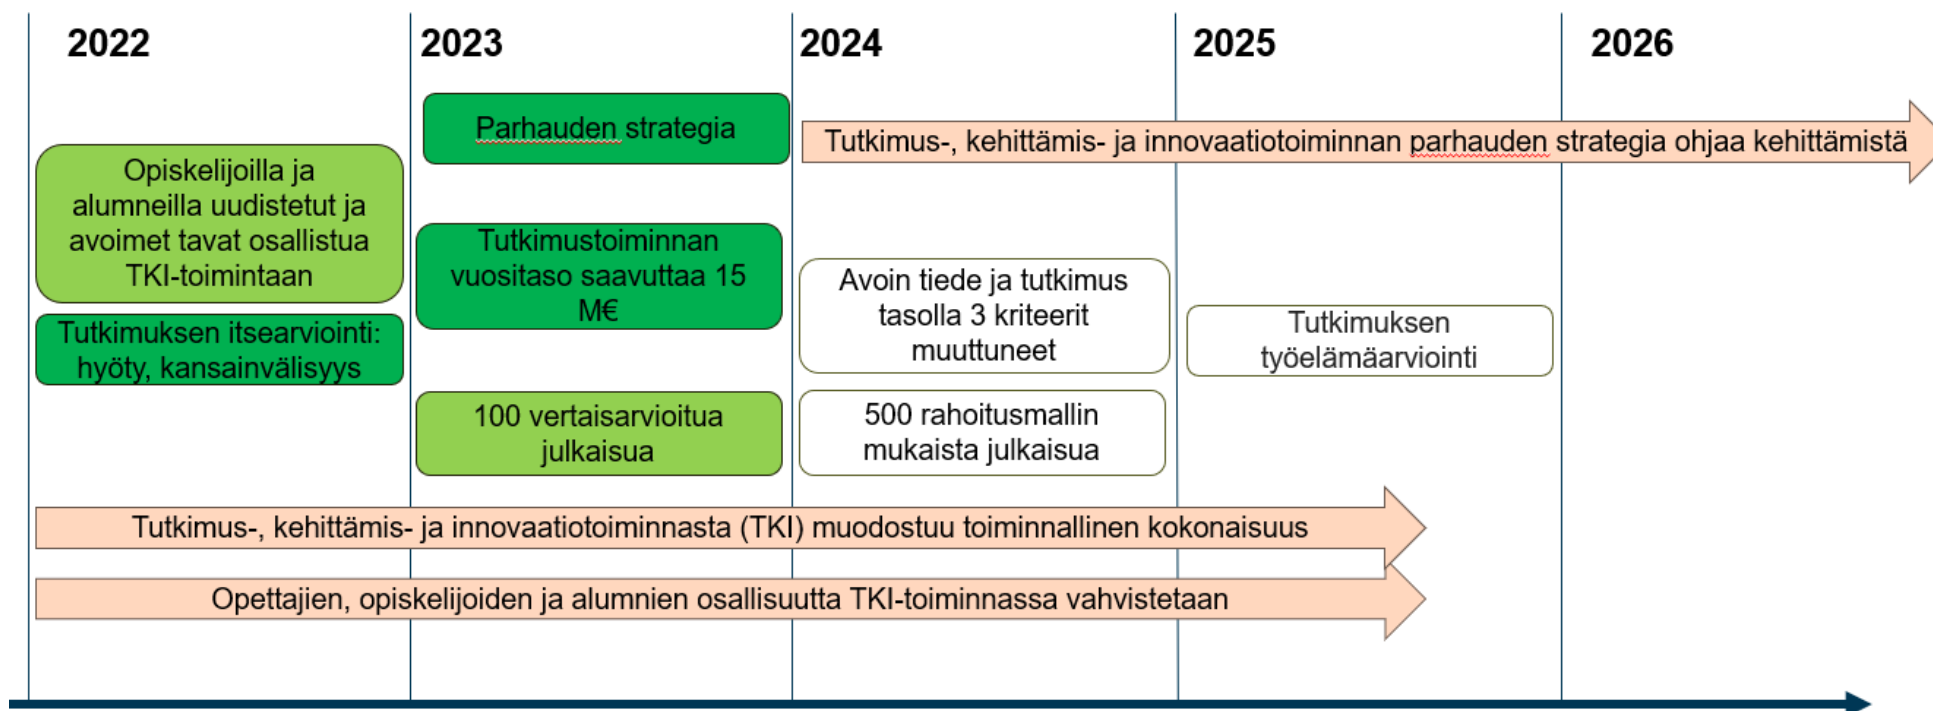 2022
2023
2024
2025
2026
Parhauden strategia
Tutkimus-, kehittämis- ja innovaatiotoiminnan parhauden strategia ohjaa kehittämistä
Opiskelijoilla ja
alumneilla uudistetut ja
avoimet tavat osallistua
TKI-toimintaan
Tutkimuksen itsearviointi:
hyöty, kansainvälisyys
Tutkimustoiminnan
vuositaso saavuttaa 15
M€
100 vertaisarvioitua
julkaisua
Avoin tiede ja tutkimus
tasolla 3 kriteerit
muuttuneet
500 rahoitusmallin
mukaista julkaisua
Tutkimuksen
työelämäarviointi
Tutkimus-, kehittämis- ja innovaatiotoiminnasta (TKI) muodostuu toiminnallinen kokonaisuus
Opettajien, opiskelijoiden ja alumnien osallisuutta TKI-toiminnassa vahvistetaan